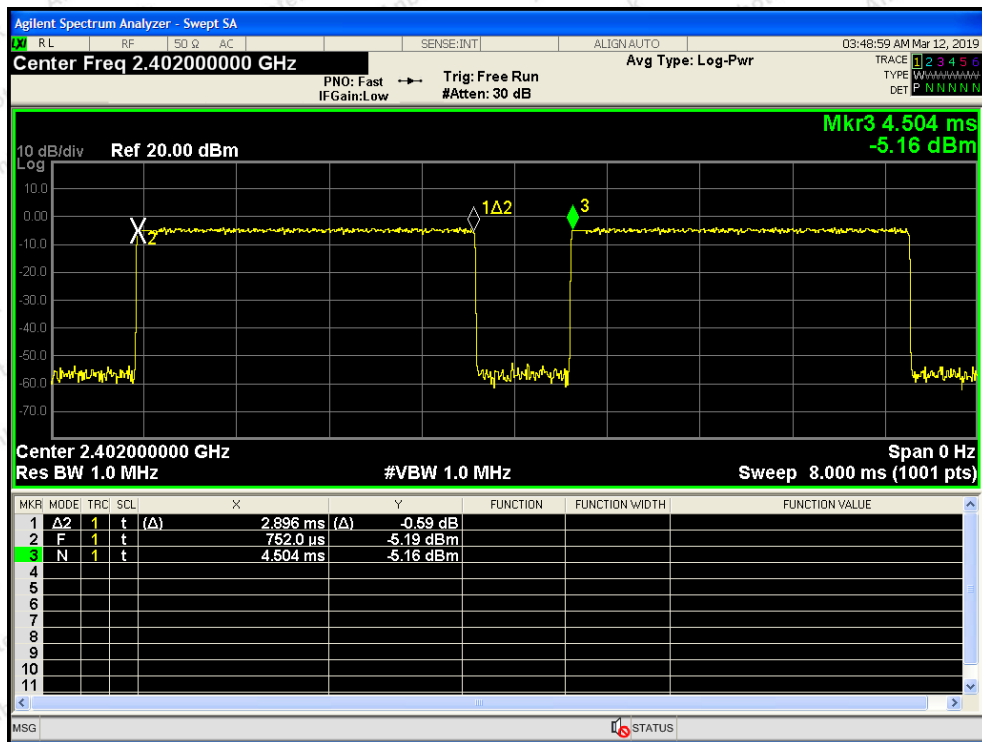 Agilent Spectrum Analyzer - Swept SA
LXI RL RF 50 Ω AC SENSE:INT ALIGNAUTO 03:48:59 AM Mar 12, 2019
Center Freq 2.402000000 GHz
PNO: Fast
IFGain:Low
Trig: Free Run
#Atten: 30 dB
Avg Type: Log-Pwr
TRACE 1 2 3 4 5 6
TYPE
DET P N N N N N
Mkr3 4.504 ms
-5.16 dBm
10 dB/div Ref 20.00 dBm
Log
10.0
0.00
-10.0
-20.0
-30.0
-40.0
-50.0
-60.0
-70.0
2
1Δ2
3
Center 2.402000000 GHz Span 0 Hz
Res BW 1.0 MHz #VBW 1.0 MHz Sweep 8.000 ms (1001 pts)
MKR MODE TRC SCL X Y FUNCTION FUNCTION WIDTH FUNCTION VALUE
1 Δ2 1 t (Δ) 2.896 ms (Δ) -0.59 dB
2 F 1 t 752.0 µs -5.19 dBm
3 N 1 t 4.504 ms -5.16 dBm
4
5
6
7
8
9
10
11
MSG STATUS